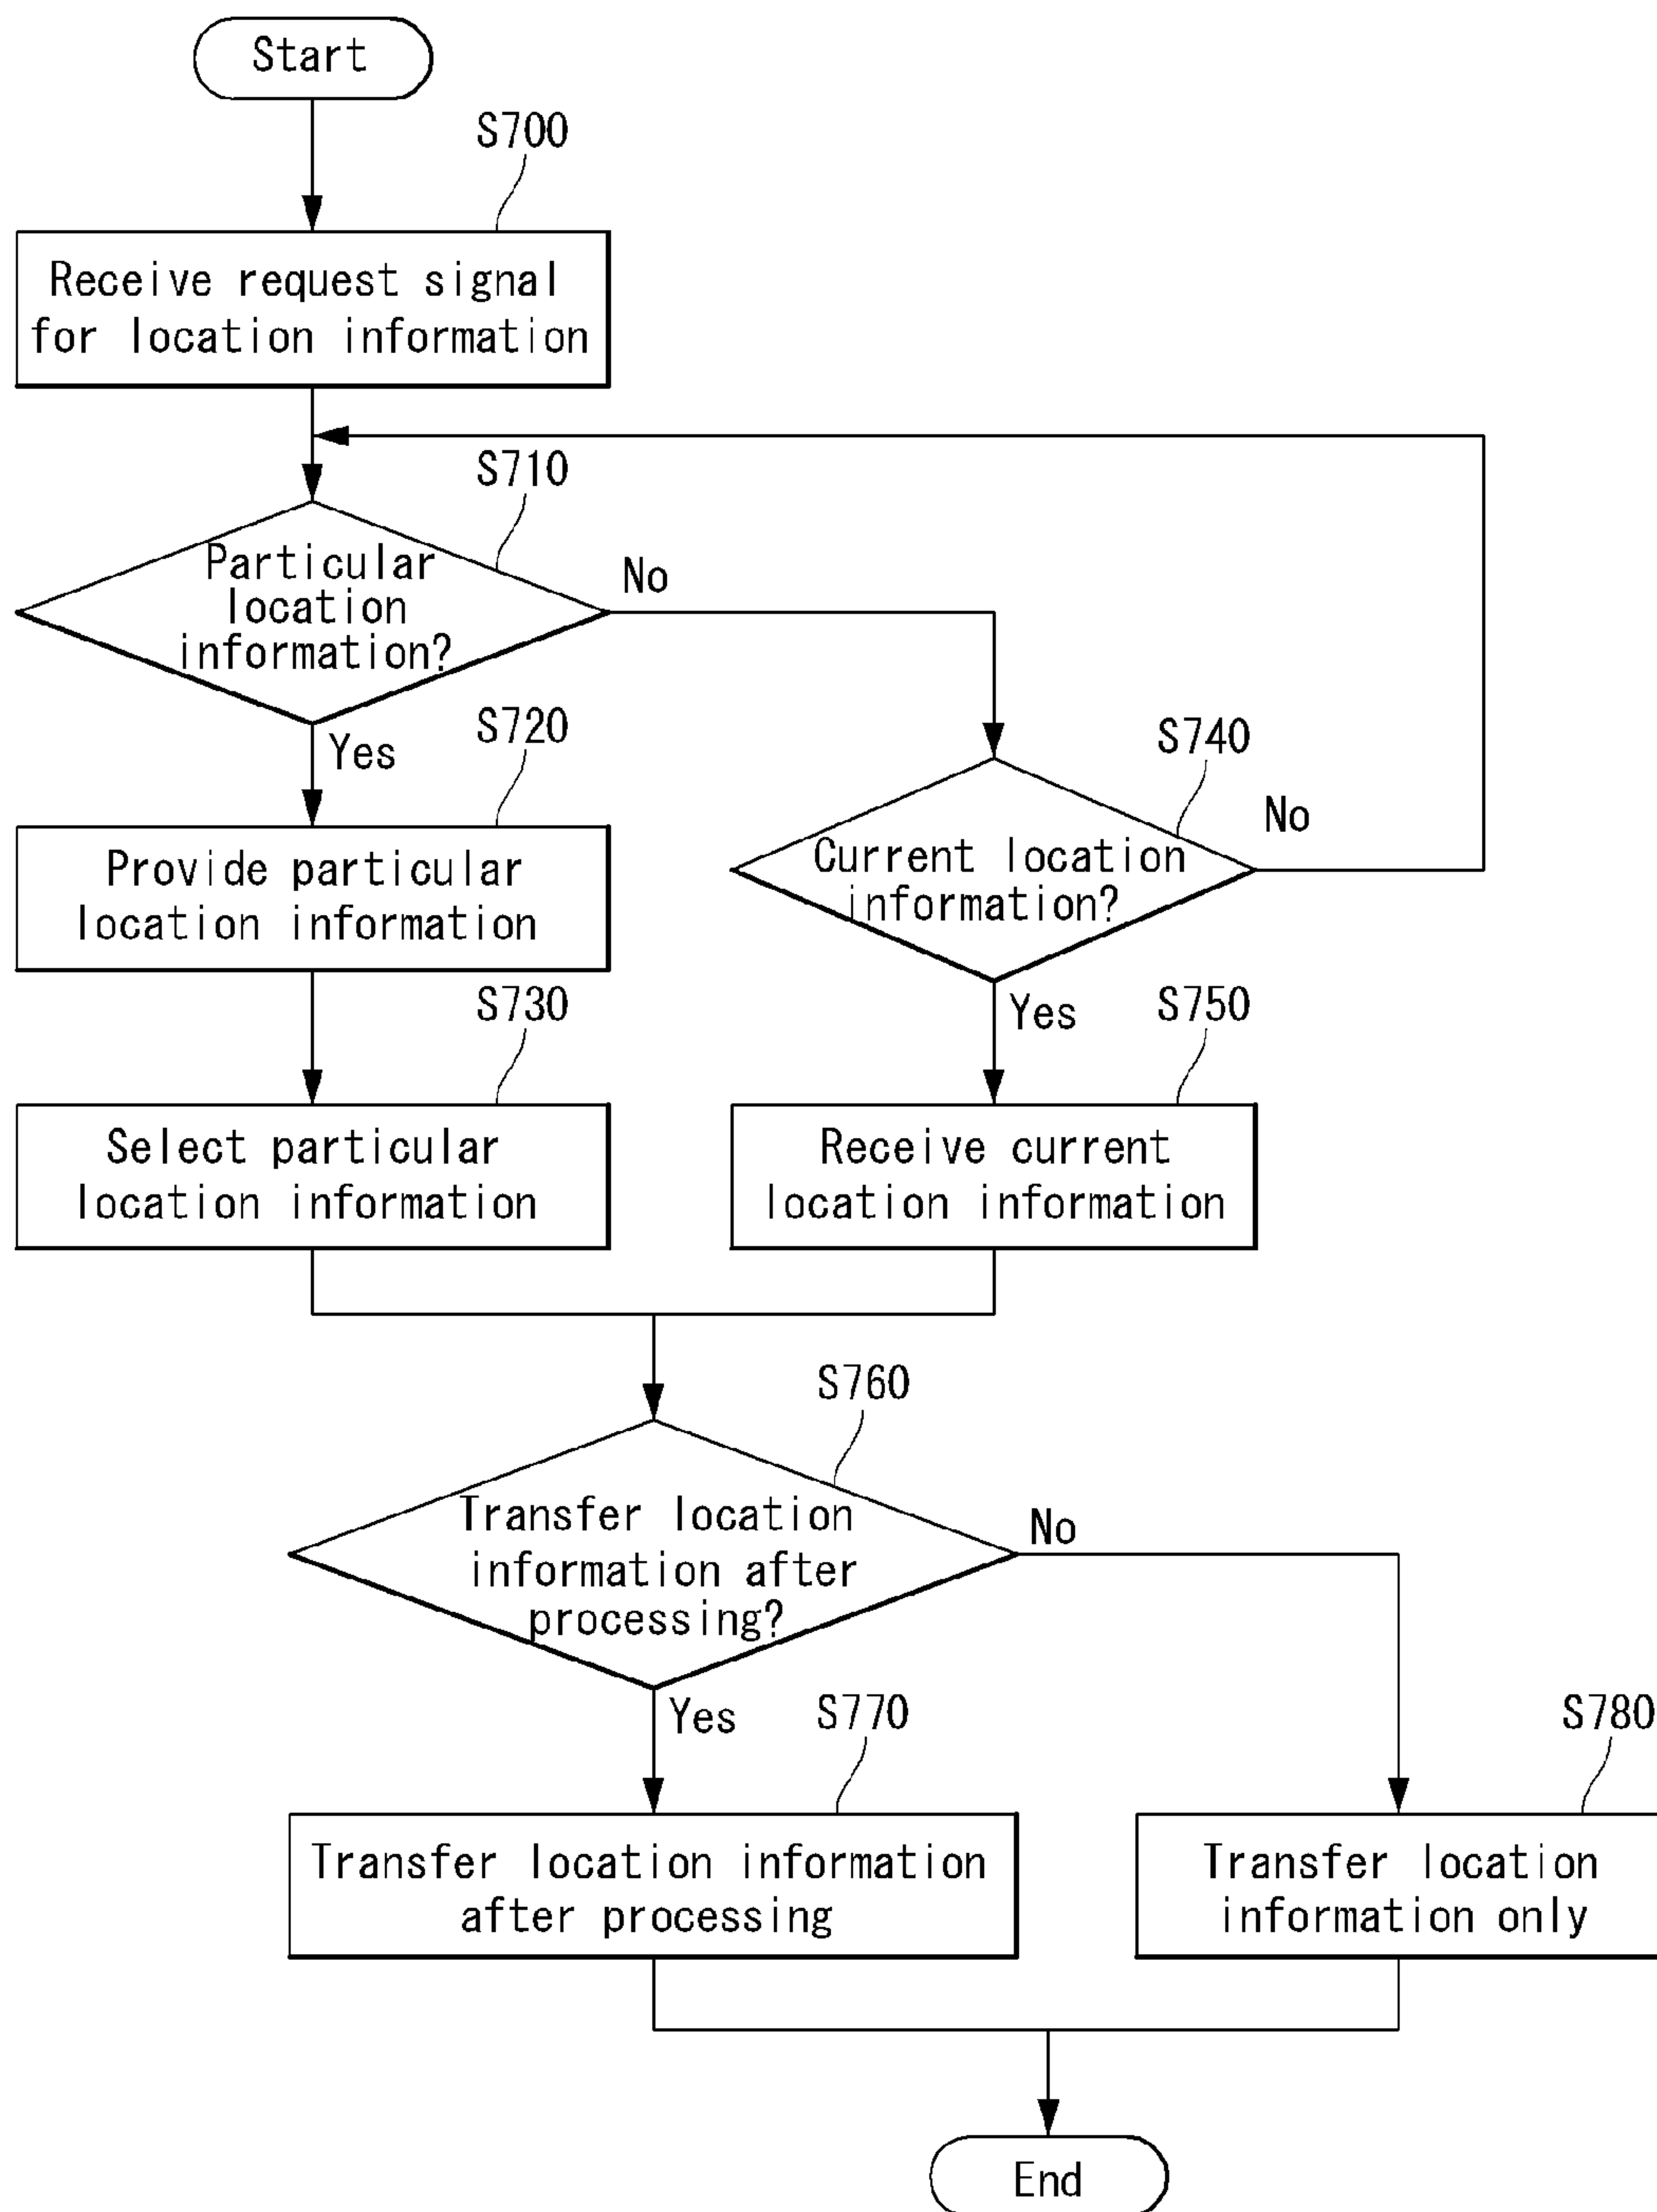 Start
S700
Receive request signal
for location information
S710
Particular
location
information?
No
Yes
S720
S740
No
Provide particular
location information
Current location
information?
S730
Yes
S750
Select particular
location information
Receive current
location information
S760
Transfer location
information after
processing?
No
Yes
S770
S780
Transfer location information
after processing
Transfer location
information only
End